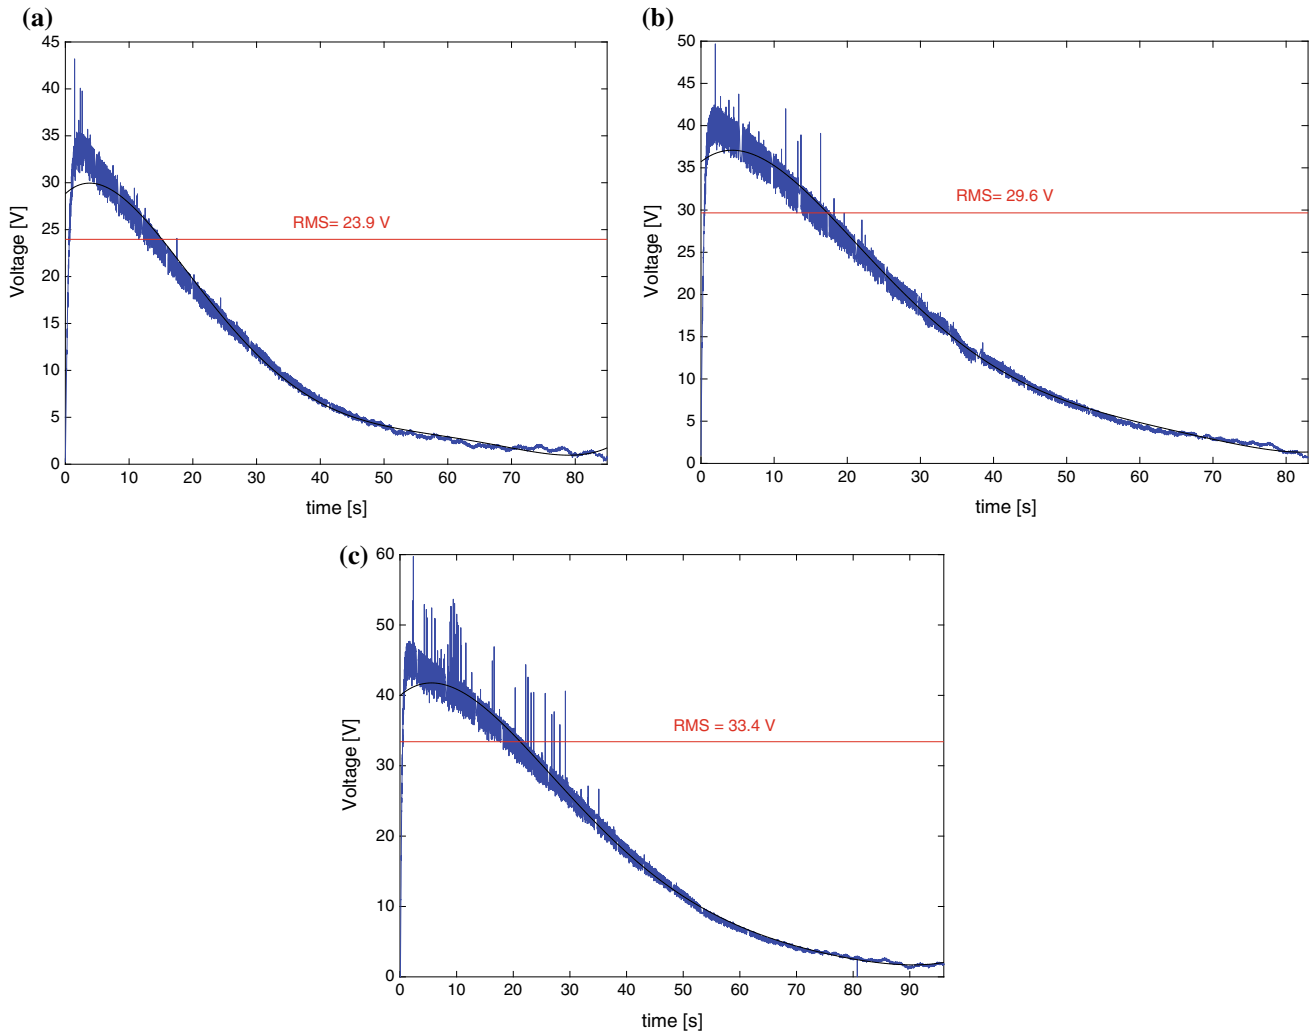 (a)
45
40
35
30
25
20
15
10
5
0
Voltage [V]
RMS= 23.9 V
0 10 20 30 40 50 60 70 80
time [s]
(b)
50
45
40
35
30
25
20
15
10
5
0
Voltage [V]
RMS= 29.6 V
0 10 20 30 40 50 60 70 80
time [s]
(c)
60
50
40
30
20
10
0
Voltage [V]
RMS = 33.4 V
0 10 20 30 40 50 60 70 80 90
time [s]